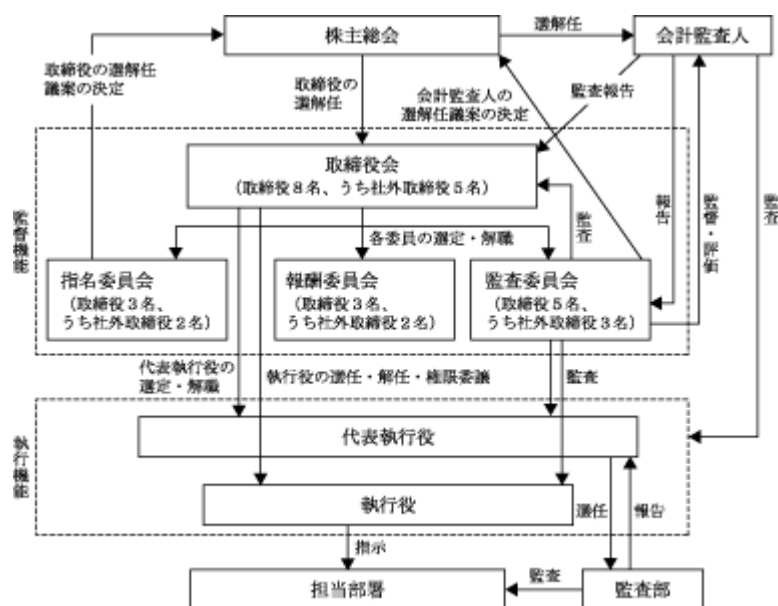 株主総会
選解任
会計監査人
取締役の選解任
議案の決定
取締役の
選解任
会計監査人の
選解任議案の決定
監査報告
取締役会
(取締役8名、うち社外取締役5名)
監督機能
監査
報告
監督・評価
監査
各委員の選定・解職
指名委員会
(取締役3名、
うち社外取締役2名)
報酬委員会
(取締役3名、
うち社外取締役2名)
監査委員会
(取締役5名、
うち社外取締役3名)
代表執行役の
選定・解職
執行役の選任・解任・権限委譲
監査
執行機能
代表執行役
執行役
選任
報告
指示
担当部署
監査
監査部